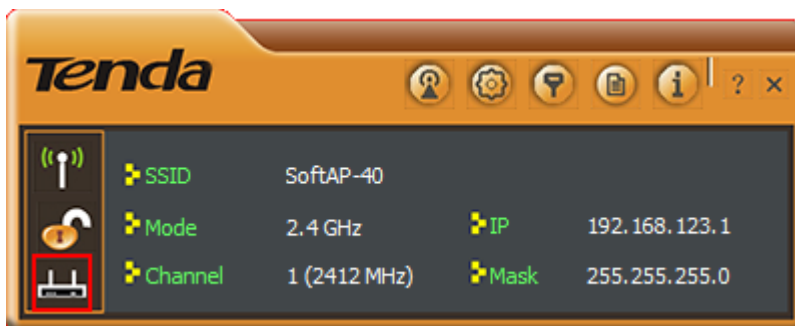 Tenda
? ×
SSID SoftAP-40
Mode 2.4 GHz IP 192.168.123.1
Channel 1 (2412 MHz) Mask 255.255.255.0